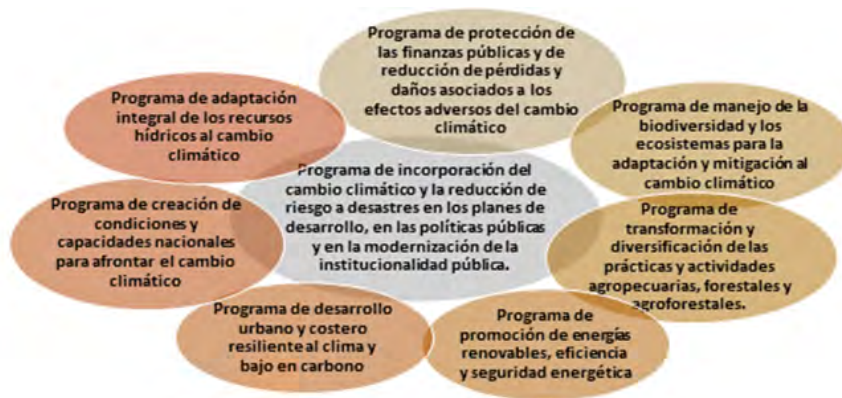 Programa de protección de
las finanzas públicas y de
reducción de pérdidas y
daños asociados a los
efectos adversos del cambio
climático
Programa de adaptación
integral de los recursos
hídricos al cambio
climático
Programa de manejo de la
biodiversidad y los
ecosistemas para la
adaptación y mitigación al
cambio climático
Programa de incorporación del
cambio climático y la reducción de
riesgo a desastres en los planes de
desarrollo, en las políticas públicas
y en la modernización de la
institucionalidad pública.
Programa de creación de
condiciones y
capacidades nacionales
para afrontar el cambio
climático
Programa de
transformación y
diversificación de las
prácticas y actividades
agropecuarias, forestales y
agroforestales.
Programa de desarrollo
urbano y costero
resiliente al clima y
bajo en carbono
Programa de
promoción de energías
renovables, eficiencia
y seguridad energética